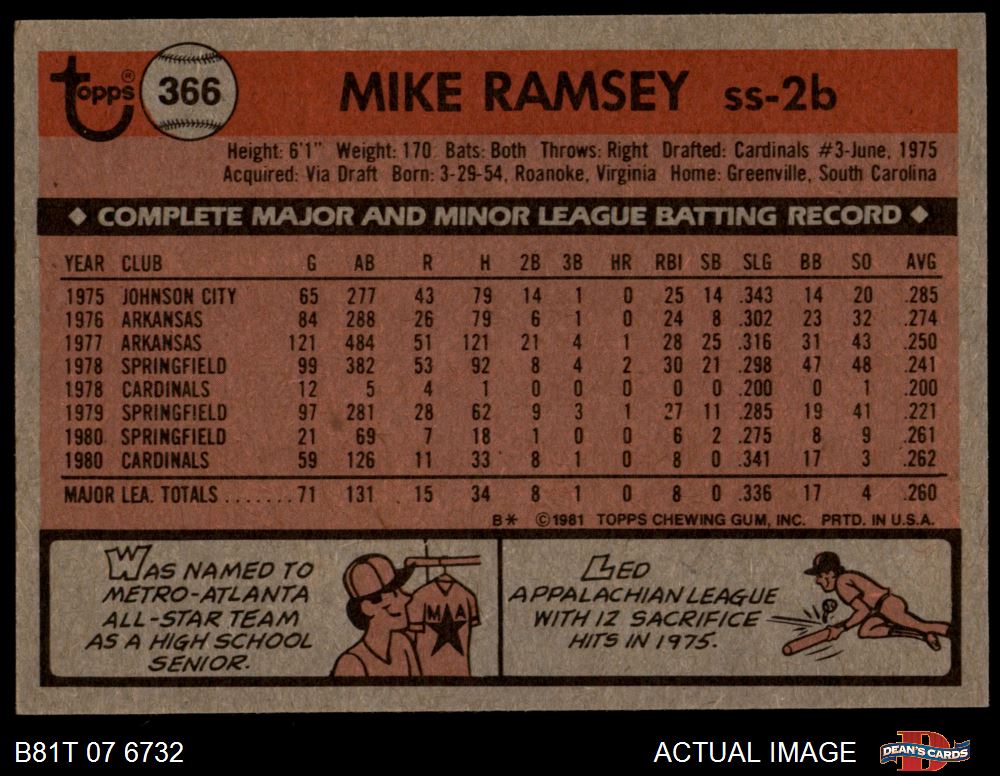 topps® 366 MIKE RAMSEY ss-2b
Height: 6'1" Weight: 170 Bats: Both Throws: Right Drafted: Cardinals #3-June, 1975
Acquired: Via Draft Born: 3-29-54, Roanoke, Virginia Home: Greenville, South Carolina
◆ COMPLETE MAJOR AND MINOR LEAGUE BATTING RECORD ◆
YEAR CLUB G AB R H 2B 3B HR RBI SB SLG BB SO AVG
1975 JOHNSON CITY 65 277 43 79 14 1 0 25 14 .343 14 20 .285
1976 ARKANSAS 84 288 26 79 6 1 0 24 8 .302 23 32 .274
1977 ARKANSAS 121 484 51 121 21 4 1 28 25 .316 31 43 .250
1978 SPRINGFIELD 99 382 53 92 8 4 2 30 21 .298 47 48 .241
1978 CARDINALS 12 5 4 1 0 0 0 0 0 .200 0 1 .200
1979 SPRINGFIELD 97 281 28 62 9 3 1 27 11 .285 19 41 .221
1980 SPRINGFIELD 21 69 7 18 1 0 0 6 2 .275 8 9 .261
1980 CARDINALS 59 126 11 33 8 1 0 8 0 .341 17 3 .262
MAJOR LEA. TOTALS ....... 71 131 15 34 8 1 0 8 0 .336 17 4 .260
B* ©1981 TOPPS CHEWING GUM, INC. PRTD. IN U.S.A.
WAS NAMED TO
METRO-ATLANTA
ALL-STAR TEAM
AS A HIGH SCHOOL
SENIOR.
MAA
LED
APPALACHIAN LEAGUE
WITH 12 SACRIFICE
HITS IN 1975.
B81T 07 6732 ACTUAL IMAGE D DEAN'S CARDS